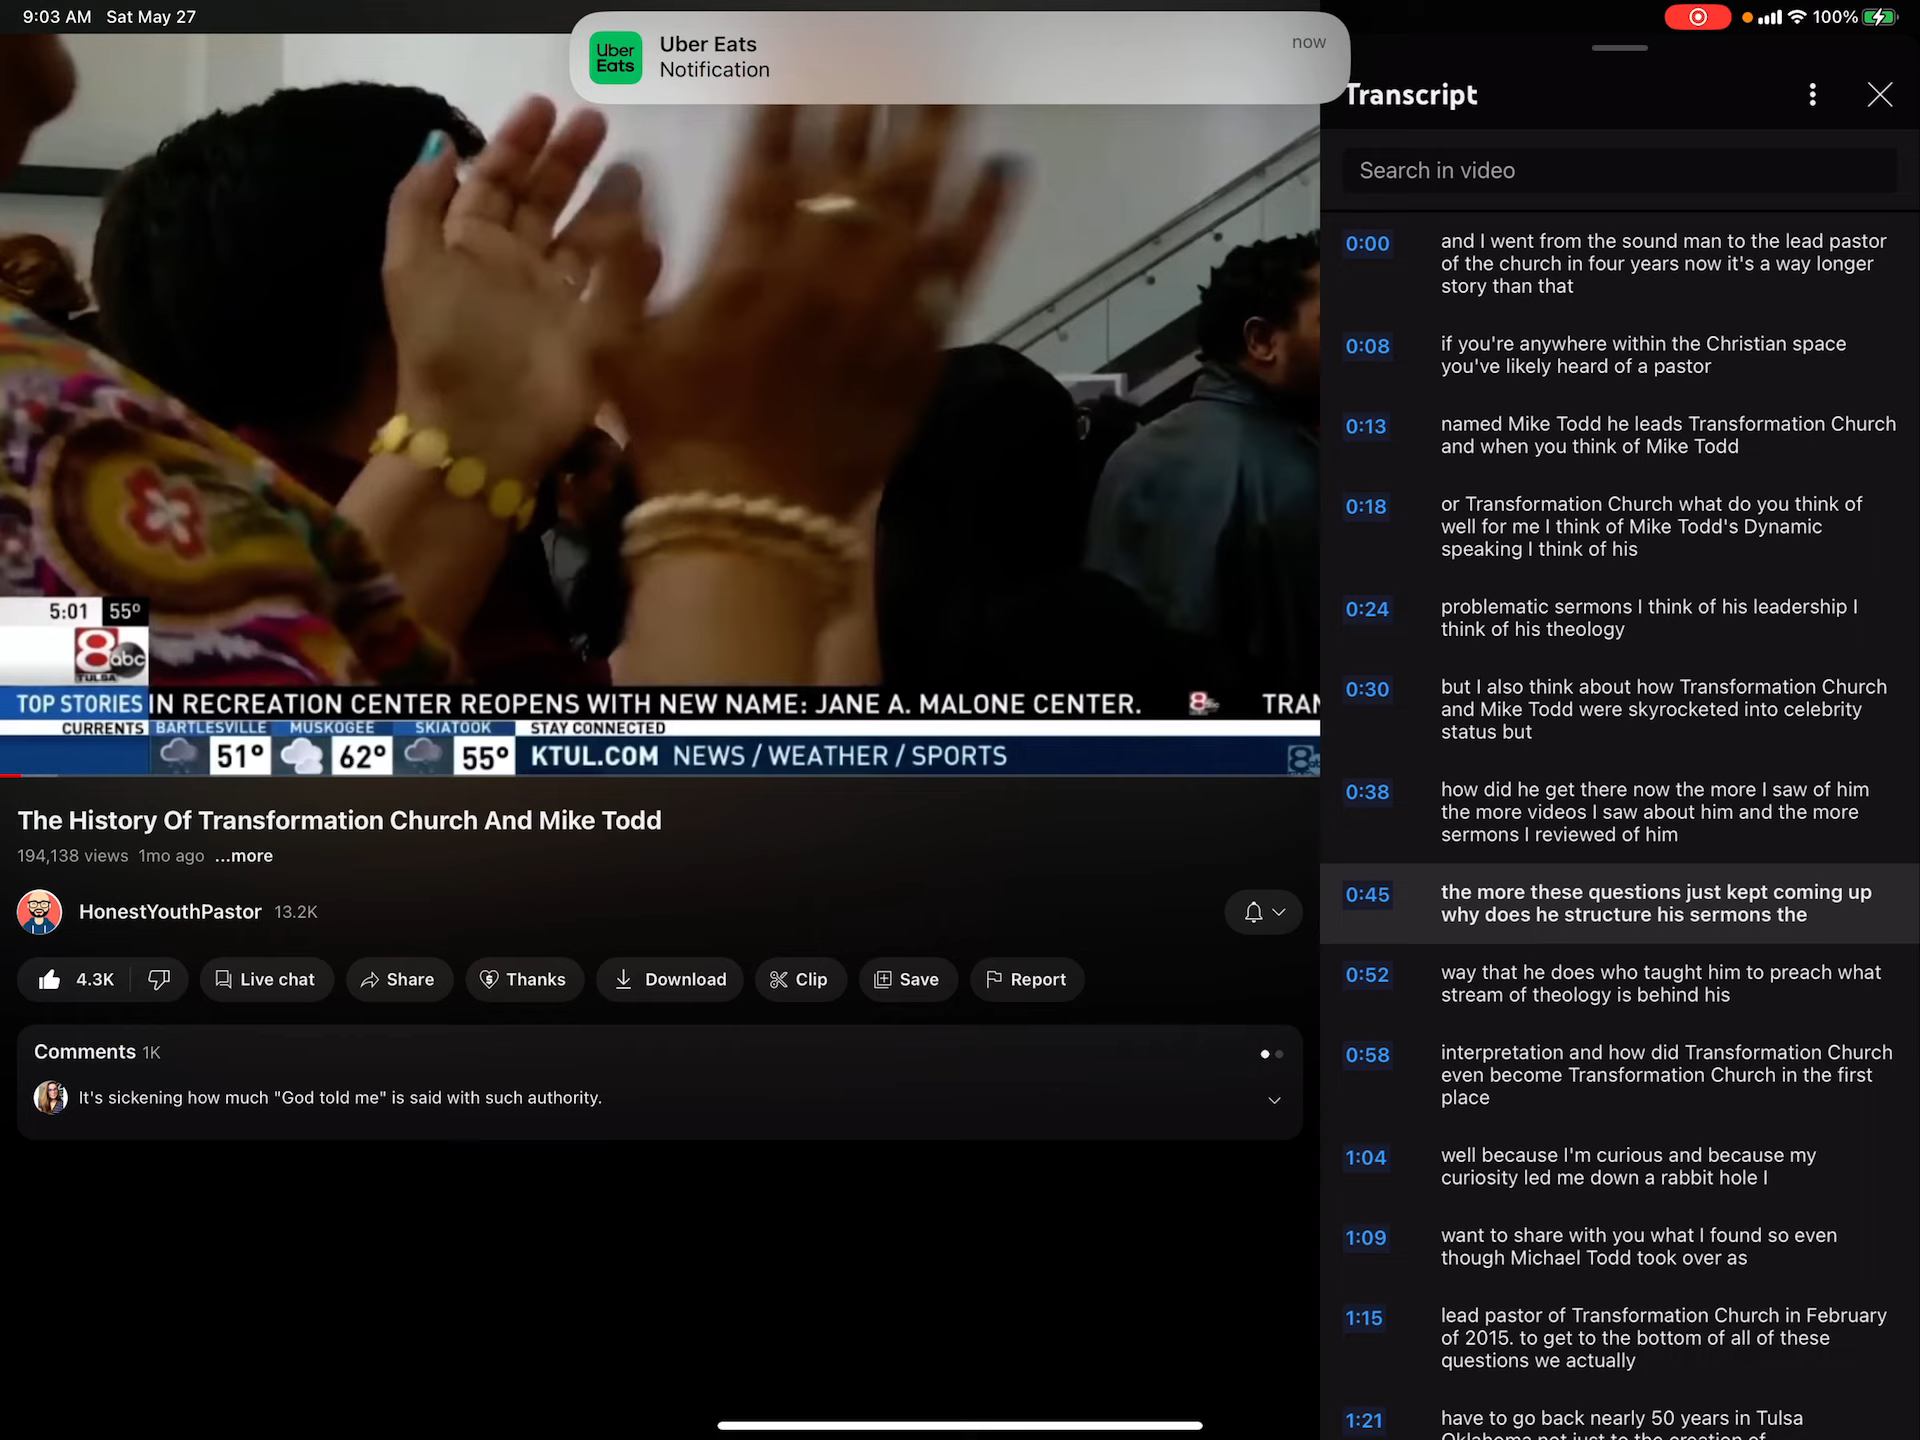 9:03 AM Sat May 27
100%
Uber Eats
Uber Eats
now
Notification
5:01 55°
8 abc
TULSA
TOP STORIES IN RECREATION CENTER REOPENS WITH NEW NAME: JANE A. MALONE CENTER. 8 TRAN
CURRENTS BARTLESVILLE MUSKOGEE SKIATOOK STAY CONNECTED
51° 62° 55° KTUL.COM NEWS / WEATHER / SPORTS 8
The History Of Transformation Church And Mike Todd
194,138 views 1mo ago ...more
HonestYouthPastor 13.2K
4.3K Live chat Share Thanks Download Clip Save Report
Comments 1K
It's sickening how much "God told me" is said with such authority.
Transcript
Search in video
0:00 and I went from the sound man to the lead pastor
of the church in four years now it's a way longer
story than that
0:08 if you're anywhere within the Christian space
you've likely heard of a pastor
0:13 named Mike Todd he leads Transformation Church
and when you think of Mike Todd
0:18 or Transformation Church what do you think of
well for me I think of Mike Todd's Dynamic
speaking I think of his
0:24 problematic sermons I think of his leadership I
think of his theology
0:30 but I also think about how Transformation Church
and Mike Todd were skyrocketed into celebrity
status but
0:38 how did he get there now the more I saw of him
the more videos I saw about him and the more
sermons I reviewed of him
0:45 the more these questions just kept coming up
why does he structure his sermons the
0:52 way that he does who taught him to preach what
stream of theology is behind his
0:58 interpretation and how did Transformation Church
even become Transformation Church in the first
place
1:04 well because I'm curious and because my
curiosity led me down a rabbit hole I
1:09 want to share with you what I found so even
though Michael Todd took over as
1:15 lead pastor of Transformation Church in February
of 2015. to get to the bottom of all of these
questions we actually
1:21 have to go back nearly 50 years in Tulsa
Oklahoma not just to the creation of